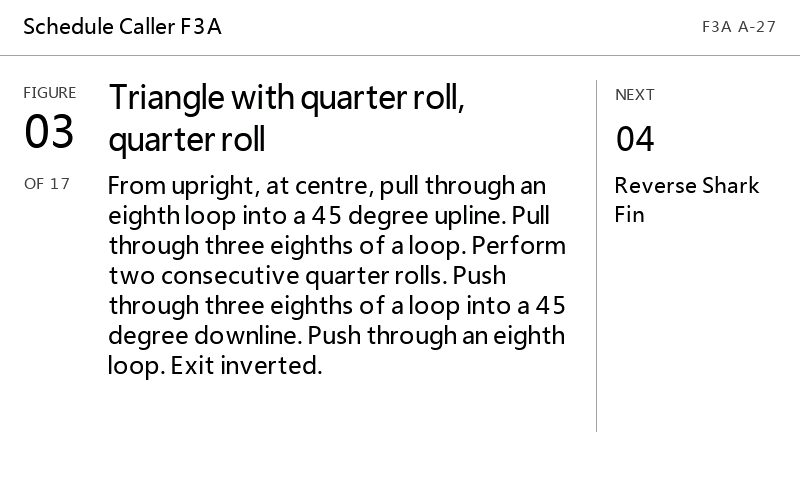 Schedule Caller F3A
F3A A-27
FIGURE
03
OF 17
Triangle with quarter roll,
quarter roll
From upright, at centre, pull through an
eighth loop into a 45 degree upline. Pull
through three eighths of a loop. Perform
two consecutive quarter rolls. Push
through three eighths of a loop into a 45
degree downline. Push through an eighth
loop. Exit inverted.
NEXT
04
Reverse Shark
Fin